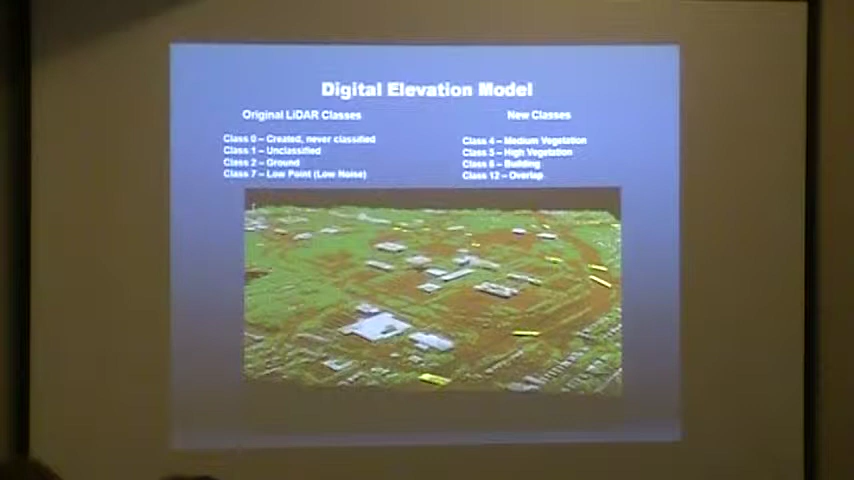 Digital Elevation Model
Original LiDAR Classes
Class 0 – Created, never classified
Class 1 – Unclassified
Class 2 – Ground
Class 7 – Low Point (Low Noise)
New Classes
Class 4 – Medium Vegetation
Class 5 – High Vegetation
Class 6 – Building
Class 12 – Overlap